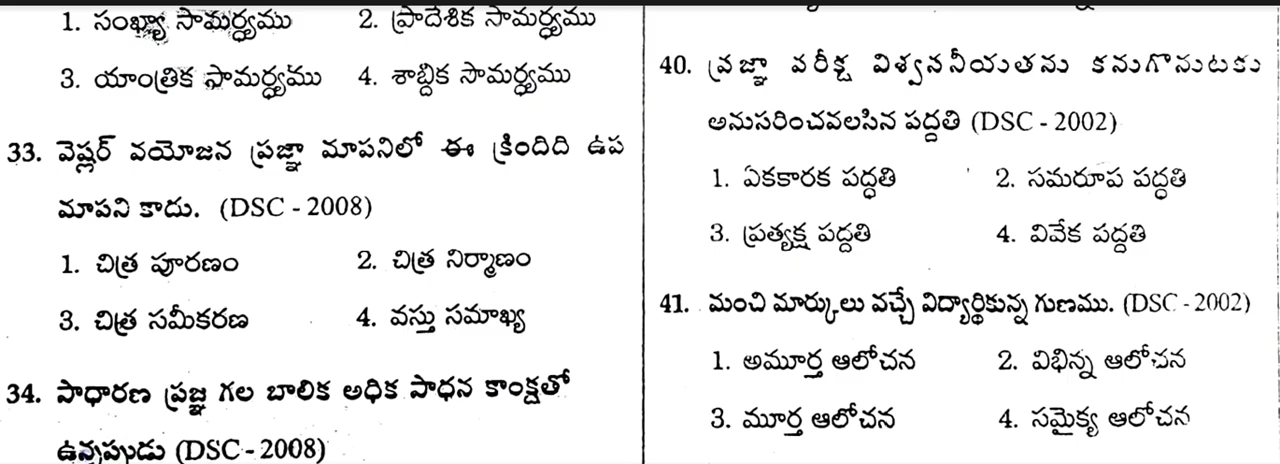 1. సంఖ్యా సామర్థ్యము 2. ప్రాదేశిక సామర్థ్యము
3. యాంత్రిక సామర్థ్యము 4. శాబ్దిక సామర్థ్యము
33. వెష్లర్ వయోజన ప్రజ్ఞా మాపనిలో ఈ క్రిందిది ఉప
మాపని కాదు. (DSC - 2008)
1. చిత్ర పూరణం 2. చిత్ర నిర్మాణం
3. చిత్ర సమీకరణ 4. వస్తు సమాఖ్య
34. సాధారణ ప్రజ్ఞ గల బాలిక అధిక సాధన కాంక్షతో
ఉన్నప్పుడు (DSC - 2008)
40. ప్రజ్ఞా పరీక్ష విశ్వననీయతను కనుగొనుటకు
అనుసరించవలసిన పద్దతి (DSC - 2002)
1. ఏకకారక పద్ధతి 2. సమరూప పద్ధతి
3. ప్రత్యక్ష పద్దతి 4. వివేక పద్దతి
41. మంచి మార్కులు వచ్చే విద్యార్థికున్న గుణము. (DSC - 2002)
1. అమూర్త ఆలోచన 2. విభిన్న ఆలోచన
3. మూర్త ఆలోచన 4. సమైక్య ఆలోచన